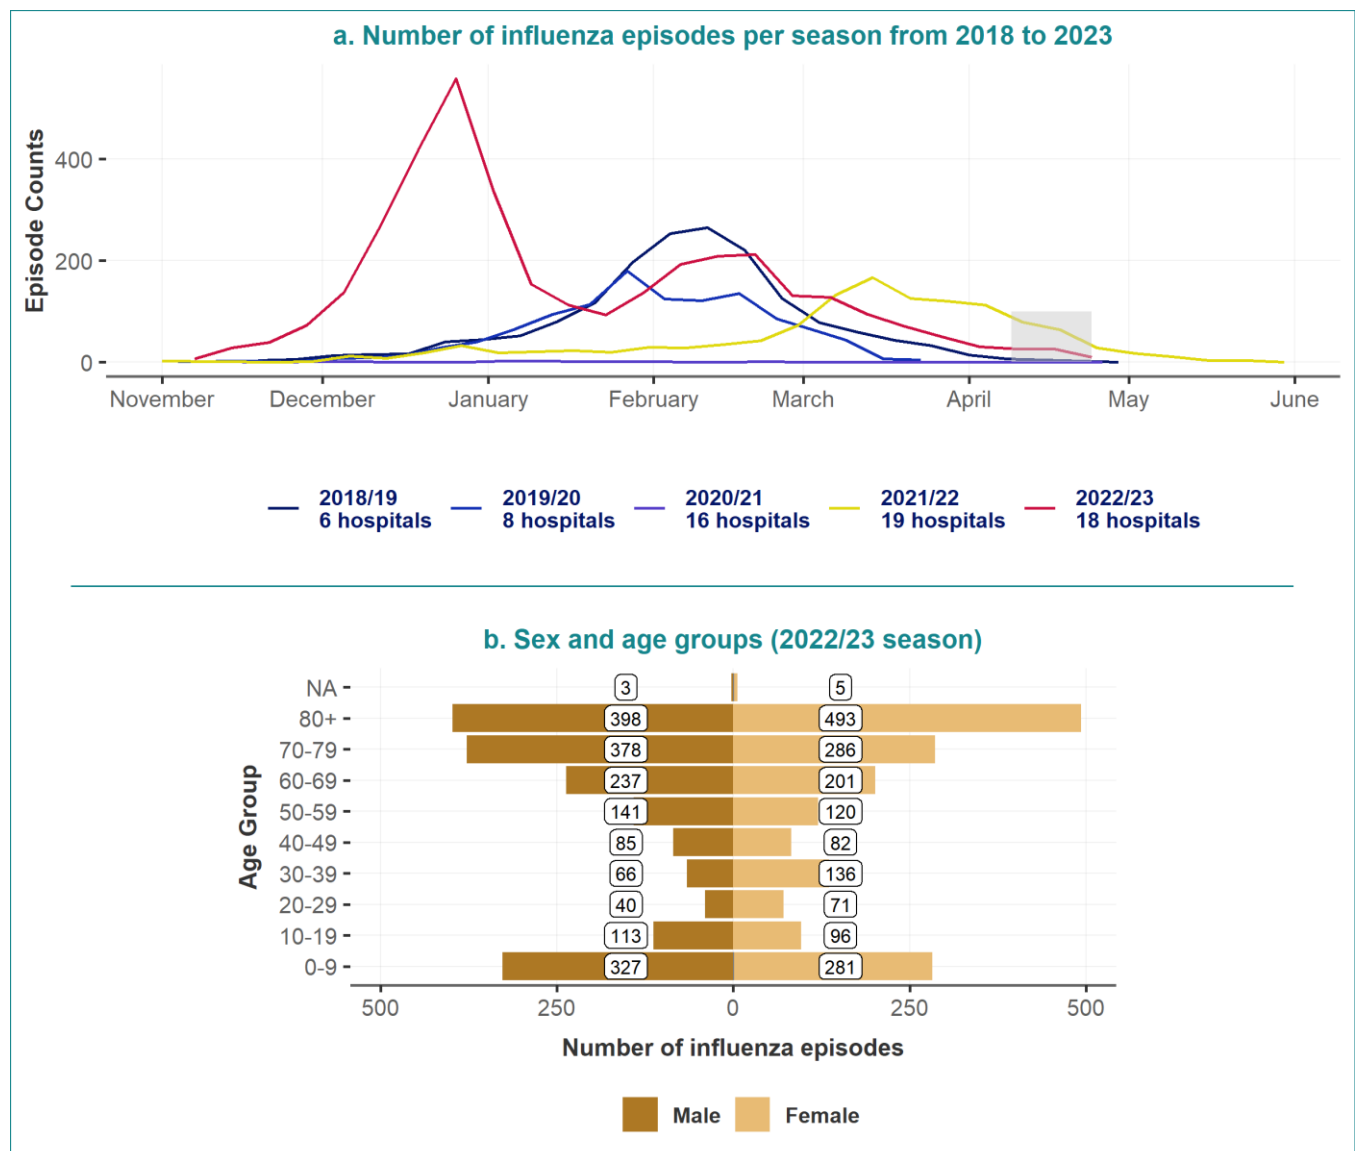 a. Number of influenza episodes per season from 2018 to 2023
Episode Counts
400
200
0
November December January February March April May June
2018/19 2019/20 2020/21 2021/22 2022/23
6 hospitals 8 hospitals 16 hospitals 19 hospitals 18 hospitals
b. Sex and age groups (2022/23 season)
Age Group
NA 3 5
80+ 398 493
70-79 378 286
60-69 237 201
50-59 141 120
40-49 85 82
30-39 66 136
20-29 40 71
10-19 113 96
0-9 327 281
500 250 0 250 500
Number of influenza episodes
Male Female